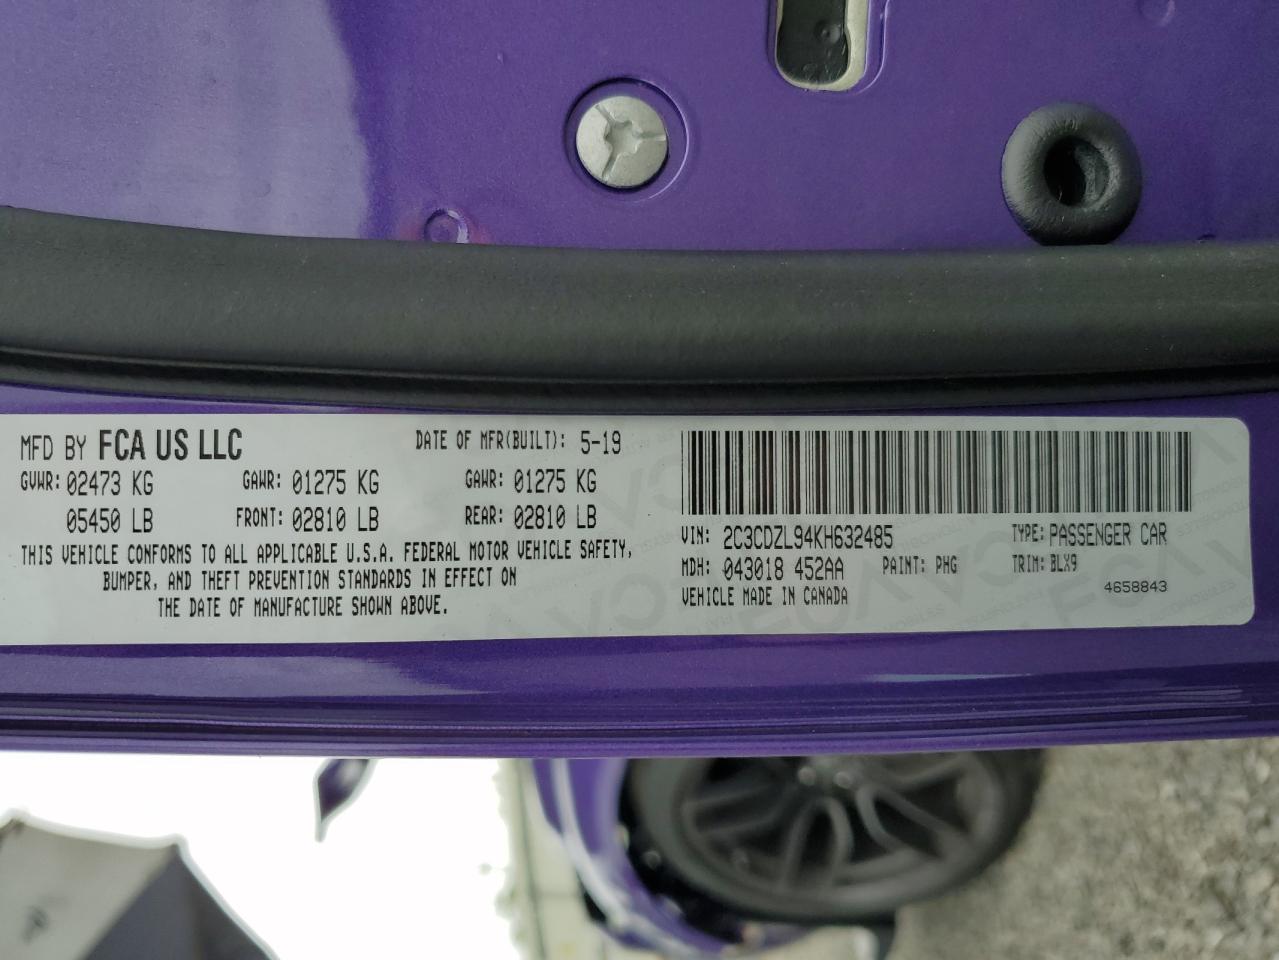 MFD BY FCA US LLC DATE OF MFR(BUILT): 5-19
GVWR: 02473 KG GAWR: 01275 KG GAWR: 01275 KG
05450 LB FRONT: 02810 LB REAR: 02810 LB
THIS VEHICLE CONFORMS TO ALL APPLICABLE U.S.A. FEDERAL MOTOR VEHICLE SAFETY,
BUMPER, AND THEFT PREVENTION STANDARDS IN EFFECT ON
THE DATE OF MANUFACTURE SHOWN ABOVE.
VIN: 2C3CDZL94KH632485 TYPE: PASSENGER CAR
MDH: 043018 452AA PAINT: PHG TRIM: BLX9
VEHICLE MADE IN CANADA 4658843